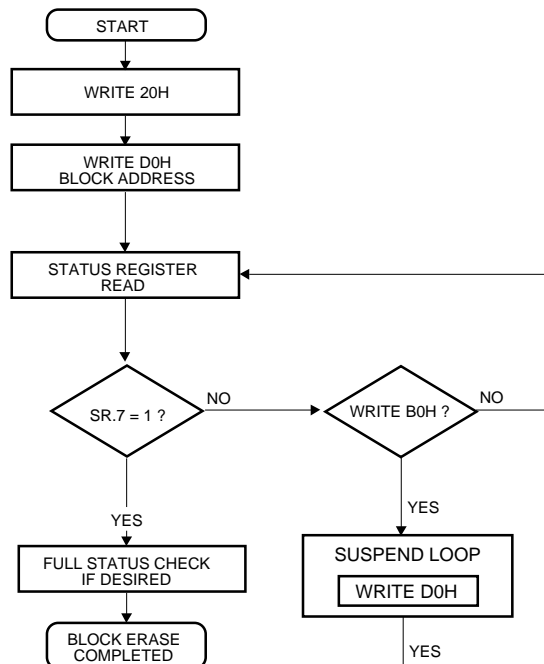 START
WRITE 20H
WRITE D0H
BLOCK ADDRESS
STATUS REGISTER
READ
SR.7 = 1 ?
NO
WRITE B0H ?
NO
YES
YES
FULL STATUS CHECK
IF DESIRED
SUSPEND LOOP
WRITE D0H
BLOCK ERASE
COMPLETED
YES